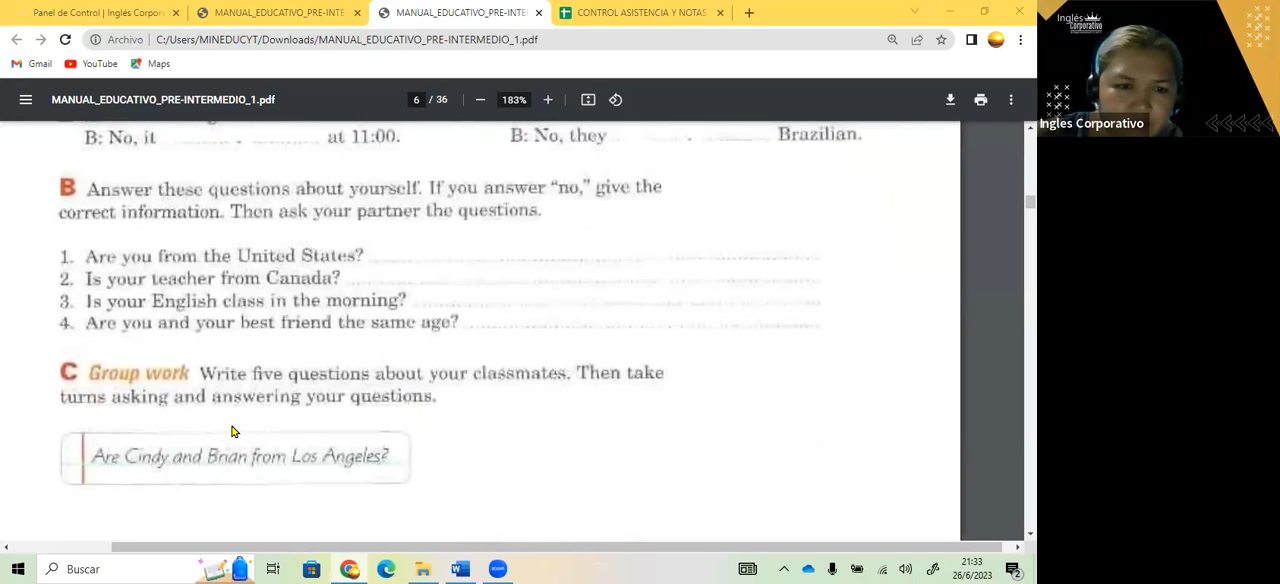 Panel de Control | Inglés Corpor
MANUAL_EDUCATIVO_PRE-INTE
MANUAL_EDUCATIVO_PRE-INTE
CONTROL ASISTENCIA Y NOTAS
Archivo
C:/Users/MINEDUCYT/Downloads/MANUAL_EDUCATIVO_PRE-INTERMEDIO_1.pdf
Gmail
YouTube
Maps
MANUAL_EDUCATIVO_PRE-INTERMEDIO_1.pdf
6 / 36
183%
B: No, it at 11:00.
B: No, they Brazilian.
B Answer these questions about yourself. If you answer “no,” give the
correct information. Then ask your partner the questions.
1. Are you from the United States?
2. Is your teacher from Canada?
3. Is your English class in the morning?
4. Are you and your best friend the same age?
C Group work Write five questions about your classmates. Then take
turns asking and answering your questions.
Are Cindy and Brian from Los Angeles?
Inglés
Corporativo
Ingles Corporativo
Buscar
zoom
21:33
26/6/2023
2